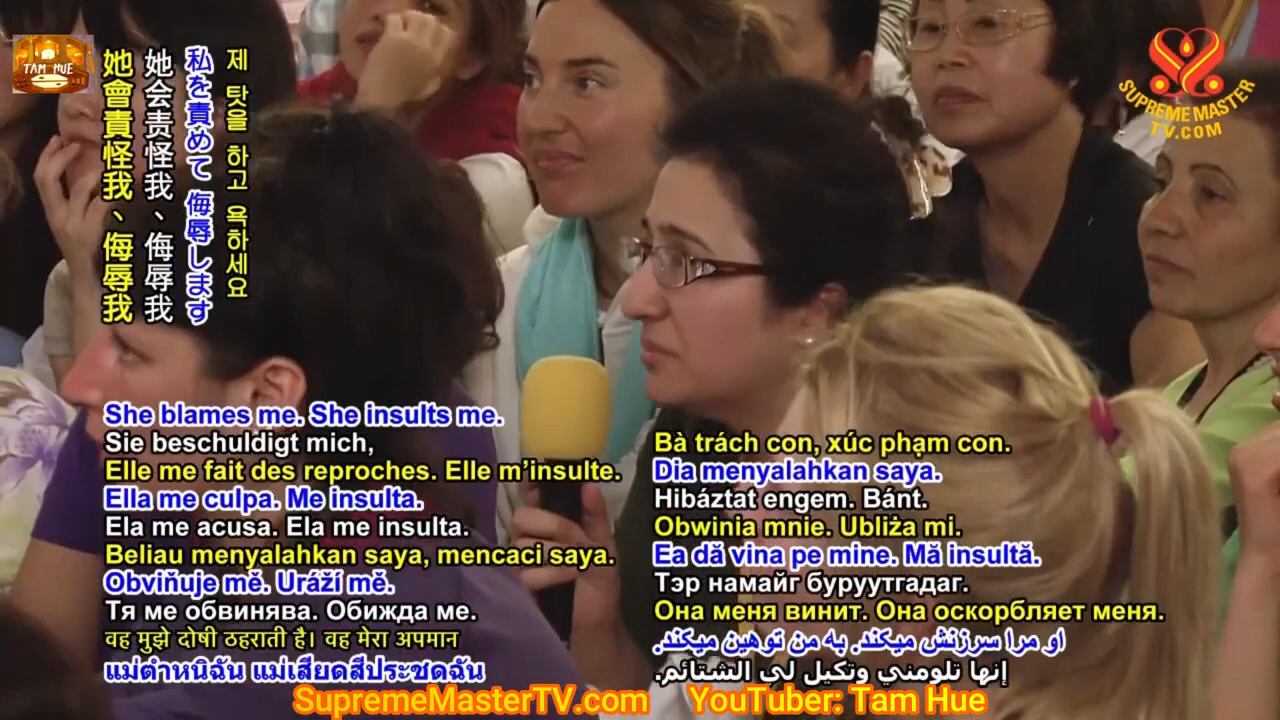 TAM HUE
她會責怪我、侮辱我
她会责怪我、侮辱我
私を責めて 侮辱します
제 탓을 하고 욕하세요
SUPREME MASTER
TV.COM
She blames me. She insults me.
Sie beschuldigt mich,
Elle me fait des reproches. Elle m’insulte.
Ella me culpa. Me insulta.
Ela me acusa. Ela me insulta.
Beliau menyalahkan saya, mencaci saya.
Obviňuje mě. Uráží mě.
Тя ме обвинява. Обижда ме.
वह मुझे दोषी ठहराती है। वह मेरा अपमान
แม่ตำหนิฉัน แม่เสียดสีประชดฉัน
Bà trách con, xúc phạm con.
Dia menyalahkan saya.
Hibáztat engem. Bánt.
Obwinia mnie. Ubliża mi.
Ea dă vina pe mine. Mă insultă.
Тэр намайг буруутгадаг.
Она меня винит. Она оскорбляет меня.
او مرا سرزنش میکند. به من توهین میکند.
إنها تلومني وتكيل لي الشتائم.
SupremeMasterTV.com YouTuber: Tam Hue